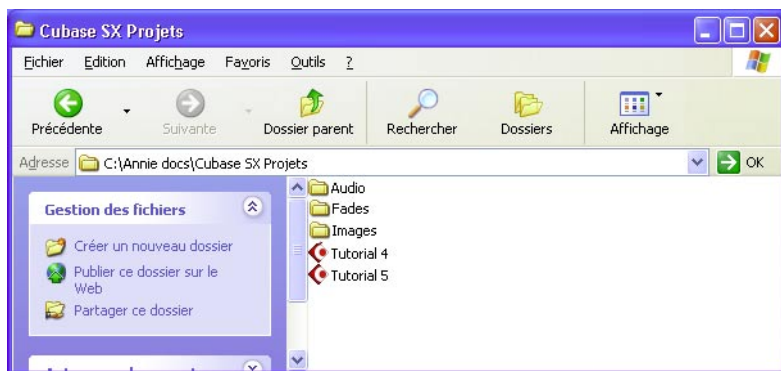 Cubase SX Projets
Fichier Edition Affichage Favoris Outils ?
Précédente Suivante Dossier parent Rechercher Dossiers Affichage
Adresse C:\Annie docs\Cubase SX Projets OK
Gestion des fichiers
Créer un nouveau dossier
Publier ce dossier sur le
Web
Partager ce dossier
Audio
Fades
Images
Tutorial 4
Tutorial 5